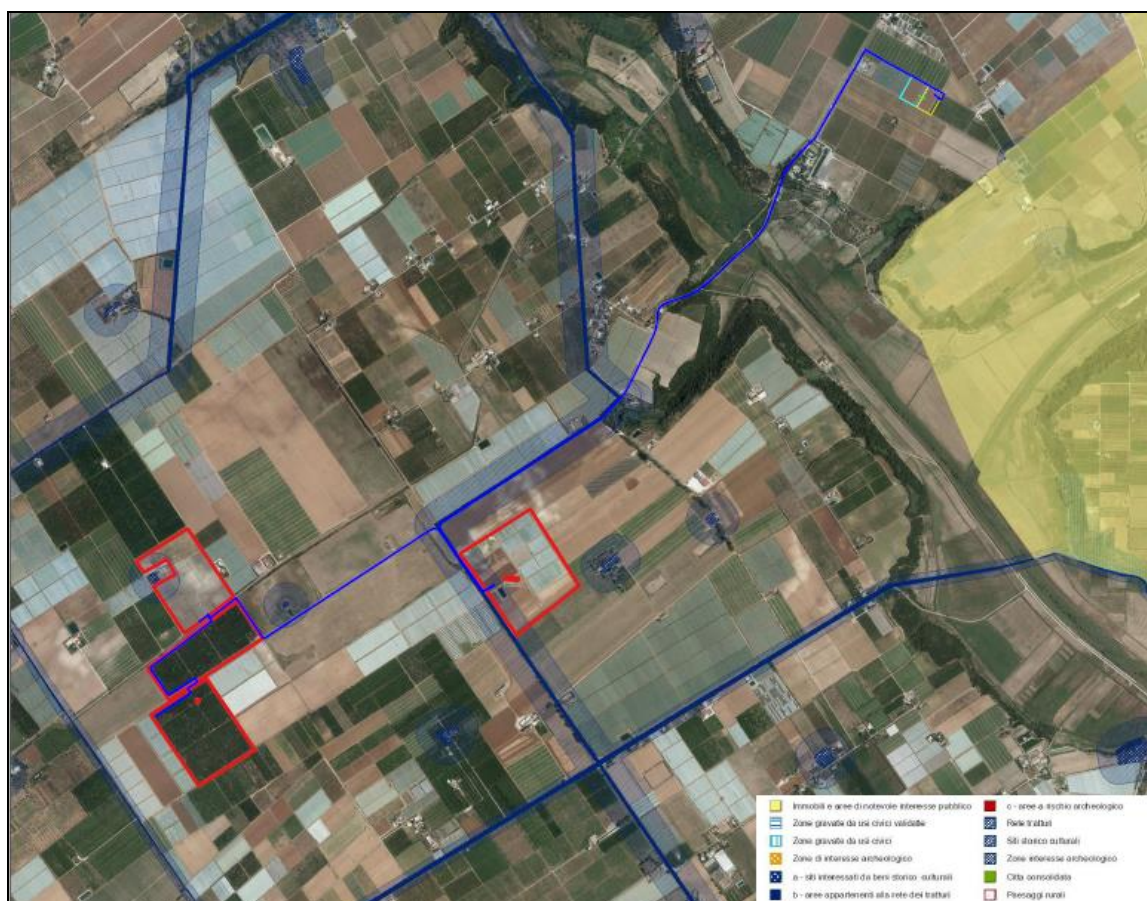 Immobili e aree di notevole interesse pubblico
Zone gravate da usi civici validate
Zone gravate da usi civici
Zone di interesse archeologico
a - siti interessati da beni storico culturali
b - aree appartenenti alla rete dei tratturi
c - aree a rischio archeologico
Rete tratturi
Siti storico culturali
Zone interesse archeologico
Citta consolidata
Paesaggi rurali